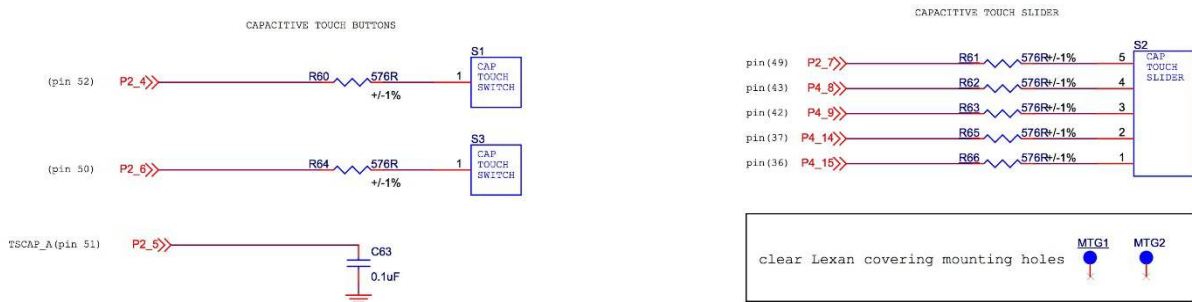 CAPACITIVE TOUCH BUTTONS
S1
(pin 52) P2_4 R60 576R 1 CAP
TOUCH
SWITCH
+/-1%
S3
(pin 50) P2_6 R64 576R 1 CAP
TOUCH
SWITCH
+/-1%
TSCAP_A(pin 51) P2_5
C63
0.1uF
CAPACITIVE TOUCH SLIDER
S2
CAP
TOUCH
SLIDER
pin(49) P2_7 R61 576R+/-1% 5
pin(43) P4_8 R62 576R+/-1% 4
pin(42) P4_9 R63 576R+/-1% 3
pin(37) P4_14 R65 576R+/-1% 2
pin(36) P4_15 R66 576R+/-1% 1
MTG1 MTG2
clear Lexan covering mounting holes